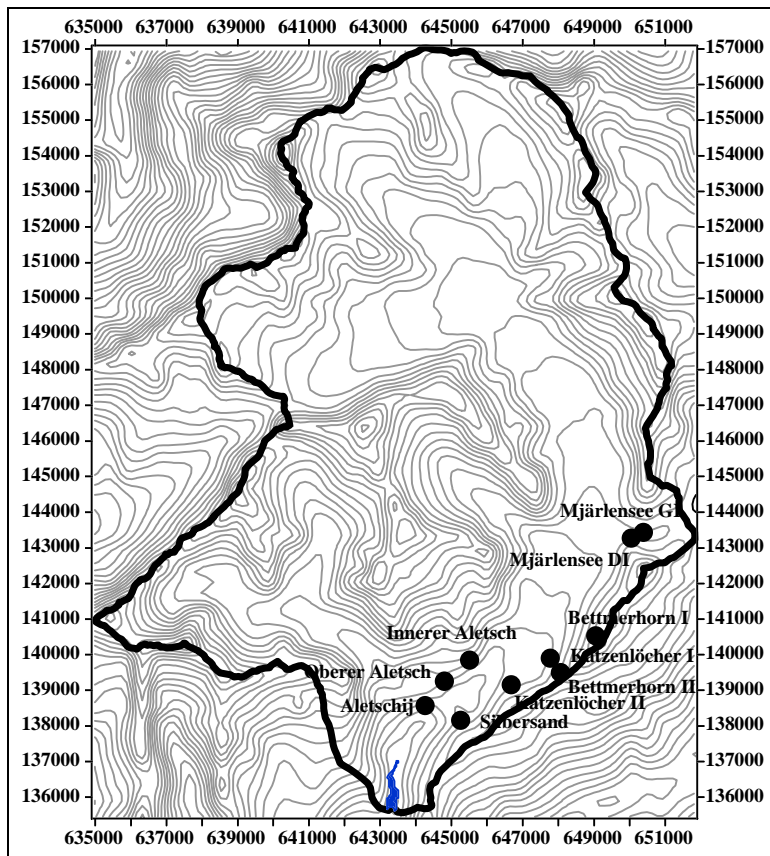 635000 637000 639000 641000 643000 645000 647000 649000 651000
157000 157000
156000 156000
155000 155000
154000 154000
153000 153000
152000 152000
151000 151000
150000 150000
149000 149000
148000 148000
147000 147000
146000 146000
145000 145000
144000 144000
Mjärlensee GI
143000 143000
Mjärlensee DI
142000 142000
141000 141000
Bettmerhorn I
Innerer Aletsch
140000 140000
Katzenlöcher I
Oberer Aletsch
Bettmerhorn II
139000 139000
Katzenlöcher II
Aletschij
Silbersand
138000 138000
137000 137000
136000 136000
635000 637000 639000 641000 643000 645000 647000 649000 651000